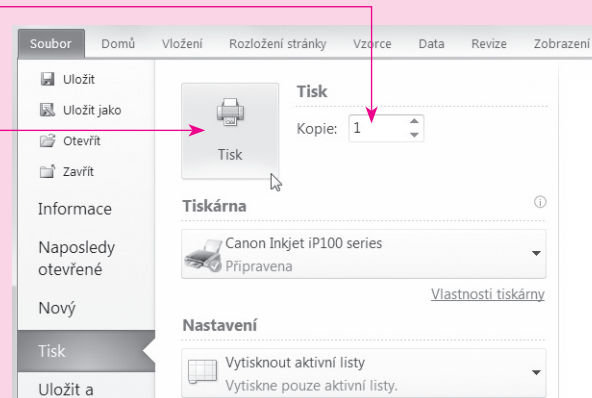 Soubor Domů Vložení Rozložení stránky Vzorce Data Revize Zobrazení
Uložit
Uložit jako
Otevřít
Zavřít
Informace
Naposledy
otevřené
Nový
Tisk
Uložit a
Tisk
Tisk
Kopie: 1
Tiskárna
Canon Inkjet iP100 series
Připravena
Vlastnosti tiskárny
Nastavení
Vytisknout aktivní listy
Vytiskne pouze aktivní listy.